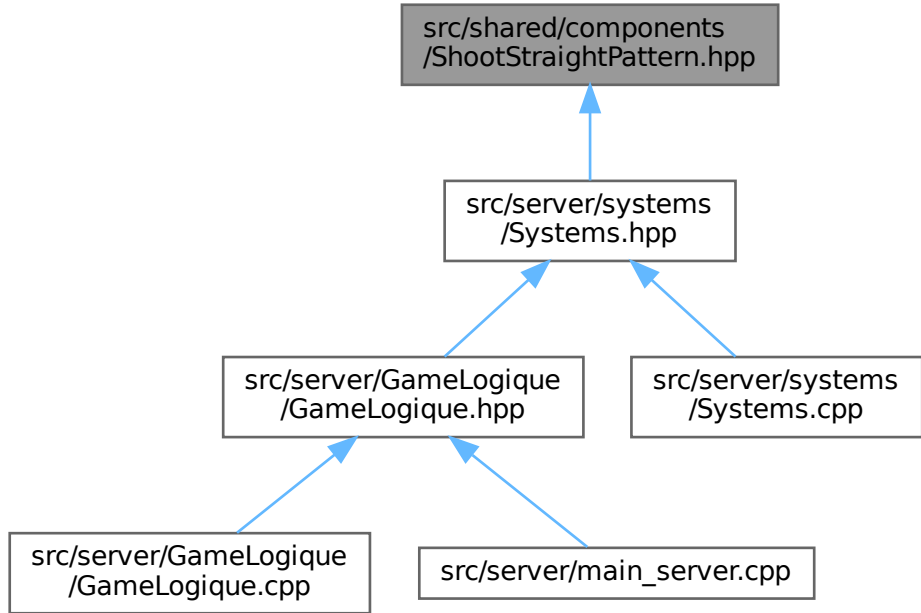 src/shared/components
/ShootStraightPattern.hpp
src/server/systems
/Systems.hpp
src/server/GameLogique
/GameLogique.hpp
src/server/systems
/Systems.cpp
src/server/GameLogique
/GameLogique.cpp
src/server/main_server.cpp